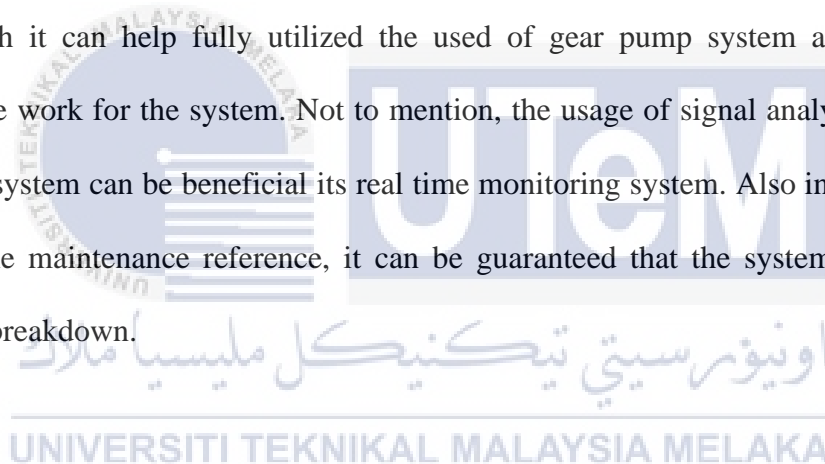 h it can help fully utilized the used of gear pump system a
e work for the system. Not to mention, the usage of signal analy
system can be beneficial its real time monitoring system. Also in
e maintenance reference, it can be guaranteed that the system
breakdown.
UTeM
اونيۏرسيتي تيكنيكل مليسيا ملاك
UNIVERSITI TEKNIKAL MALAYSIA MELAKA